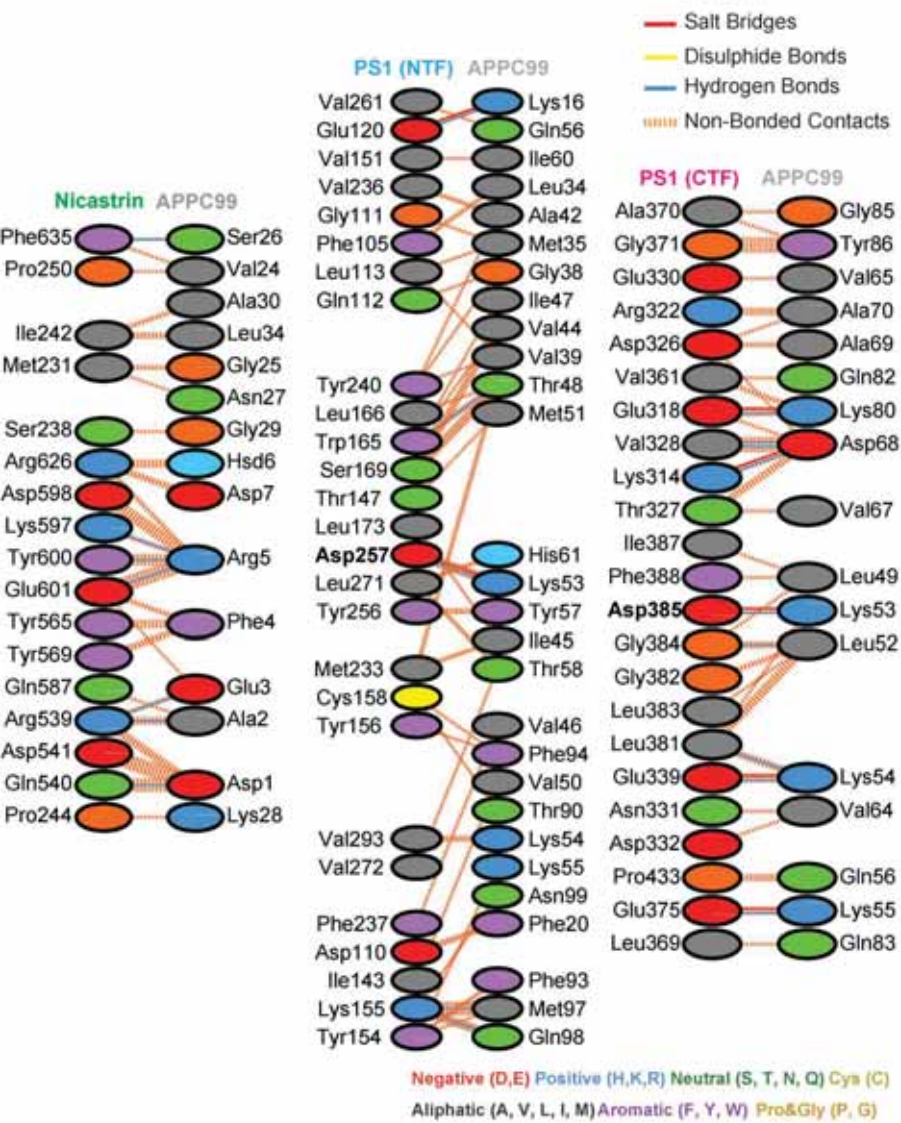 Salt Bridges
Disulphide Bonds
Hydrogen Bonds
Non-Bonded Contacts
Nicastrin APPC99
Phe635 Ser26
Pro250 Val24
Ala30
Ile242 Leu34
Met231 Gly25
Asn27
Ser238 Gly29
Arg626 Hsd6
Asp598 Asp7
Lys597
Tyr600 Arg5
Glu601
Tyr565 Phe4
Tyr569
Gln587 Glu3
Arg539 Ala2
Asp541
Gln540 Asp1
Pro244 Lys28
PS1 (NTF) APPC99
Val261 Lys16
Glu120 Gln56
Val151 Ile60
Val236 Leu34
Gly111 Ala42
Phe105 Met35
Leu113 Gly38
Gln112 Ile47
Val44
Val39
Tyr240 Thr48
Leu166 Met51
Trp165
Ser169
Thr147
Leu173
Asp257 His61
Leu271 Lys53
Tyr256 Tyr57
Ile45
Met233 Thr58
Cys158
Tyr156 Val46
Phe94
Val50
Thr90
Val293 Lys54
Val272 Lys55
Asn99
Phe237 Phe20
Asp110
Ile143 Phe93
Lys155 Met97
Tyr154 Gln98
PS1 (CTF) APPC99
Ala370 Gly85
Gly371 Tyr86
Glu330 Val65
Arg322 Ala70
Asp326 Ala69
Val361 Gln82
Glu318 Lys80
Val328 Asp68
Lys314
Thr327 Val67
Ile387
Phe388 Leu49
Asp385 Lys53
Gly384 Leu52
Gly382
Leu383
Leu381
Glu339 Lys54
Asn331 Val64
Asp332
Pro433 Gln56
Glu375 Lys55
Leu369 Gln83
Negative (D,E) Positive (H,K,R) Neutral (S, T, N, Q) Cys (C)
Aliphatic (A, V, L, I, M) Aromatic (F, Y, W) Pro&Gly (P, G)